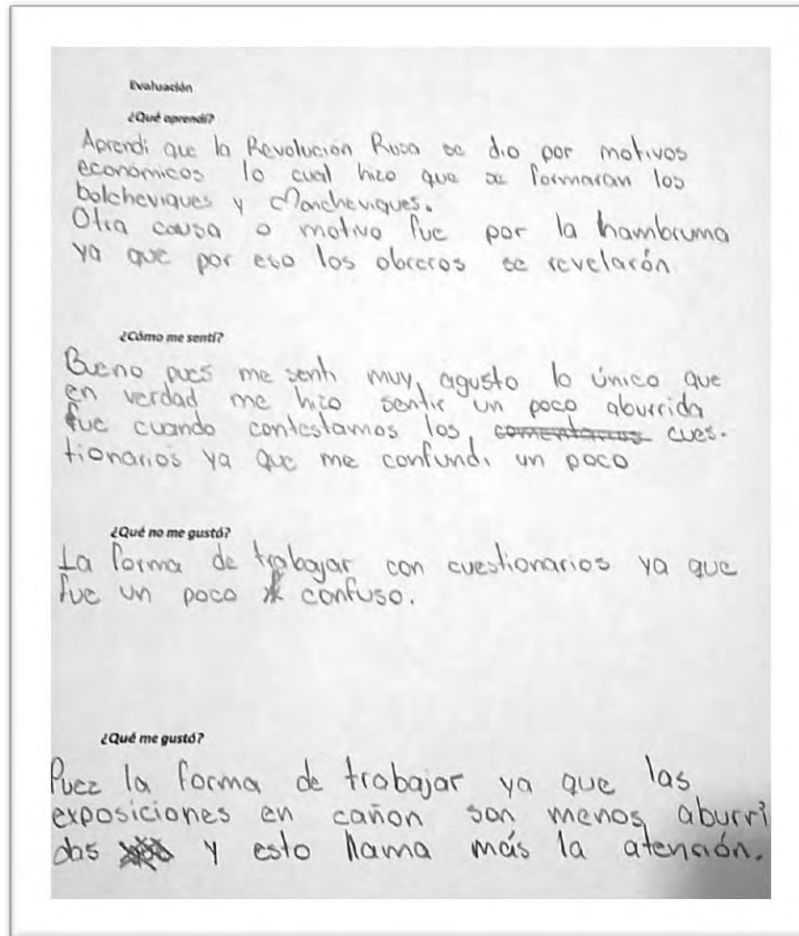 Evaluación
¿Qué aprendí?
Aprendi que la Revolución Rusa se dio por motivos
económicos lo cual hizo que se formaran los
bolcheviques y Mancheviques.
Otra causa o motivo fue por la hambruma
ya que por eso los obreros se revelarón
¿Cómo me sentí?
Bueno pues me senti muy agusto lo único que
en verdad me hizo sentir un poco aburrida
fue cuando contestamos los comentarios cues-
tionarios ya que me confundi un poco
¿Qué no me gustó?
La forma de trabajar con cuestionarios ya que
fue un poco confuso.
¿Qué me gustó?
Puez la forma de trabajar ya que las
exposiciones en cañon son menos aburri
das y esto llama más la atención.